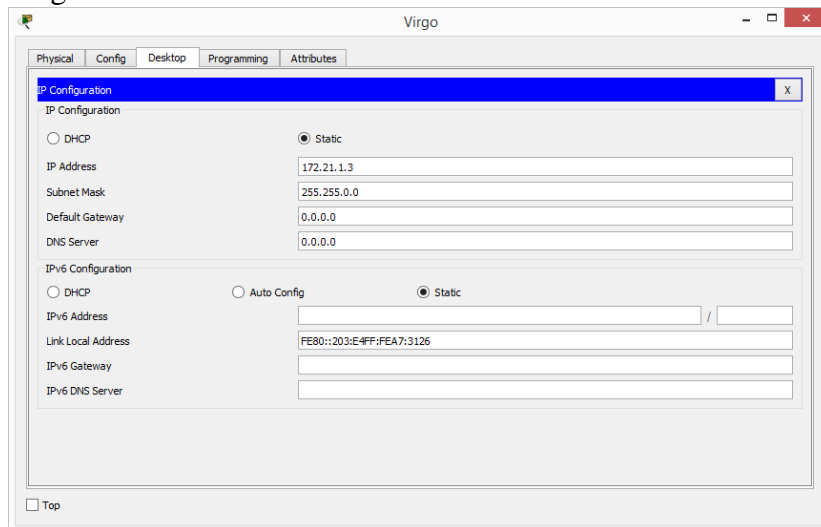 Virgo
Physical Config Desktop Programming Attributes
IP Configuration X
IP Configuration
DHCP Static
IP Address 172.21.1.3
Subnet Mask 255.255.0.0
Default Gateway 0.0.0.0
DNS Server 0.0.0.0
IPv6 Configuration
DHCP Auto Config Static
IPv6 Address /
Link Local Address FE80::203:E4FF:FEA7:3126
IPv6 Gateway
IPv6 DNS Server
Top